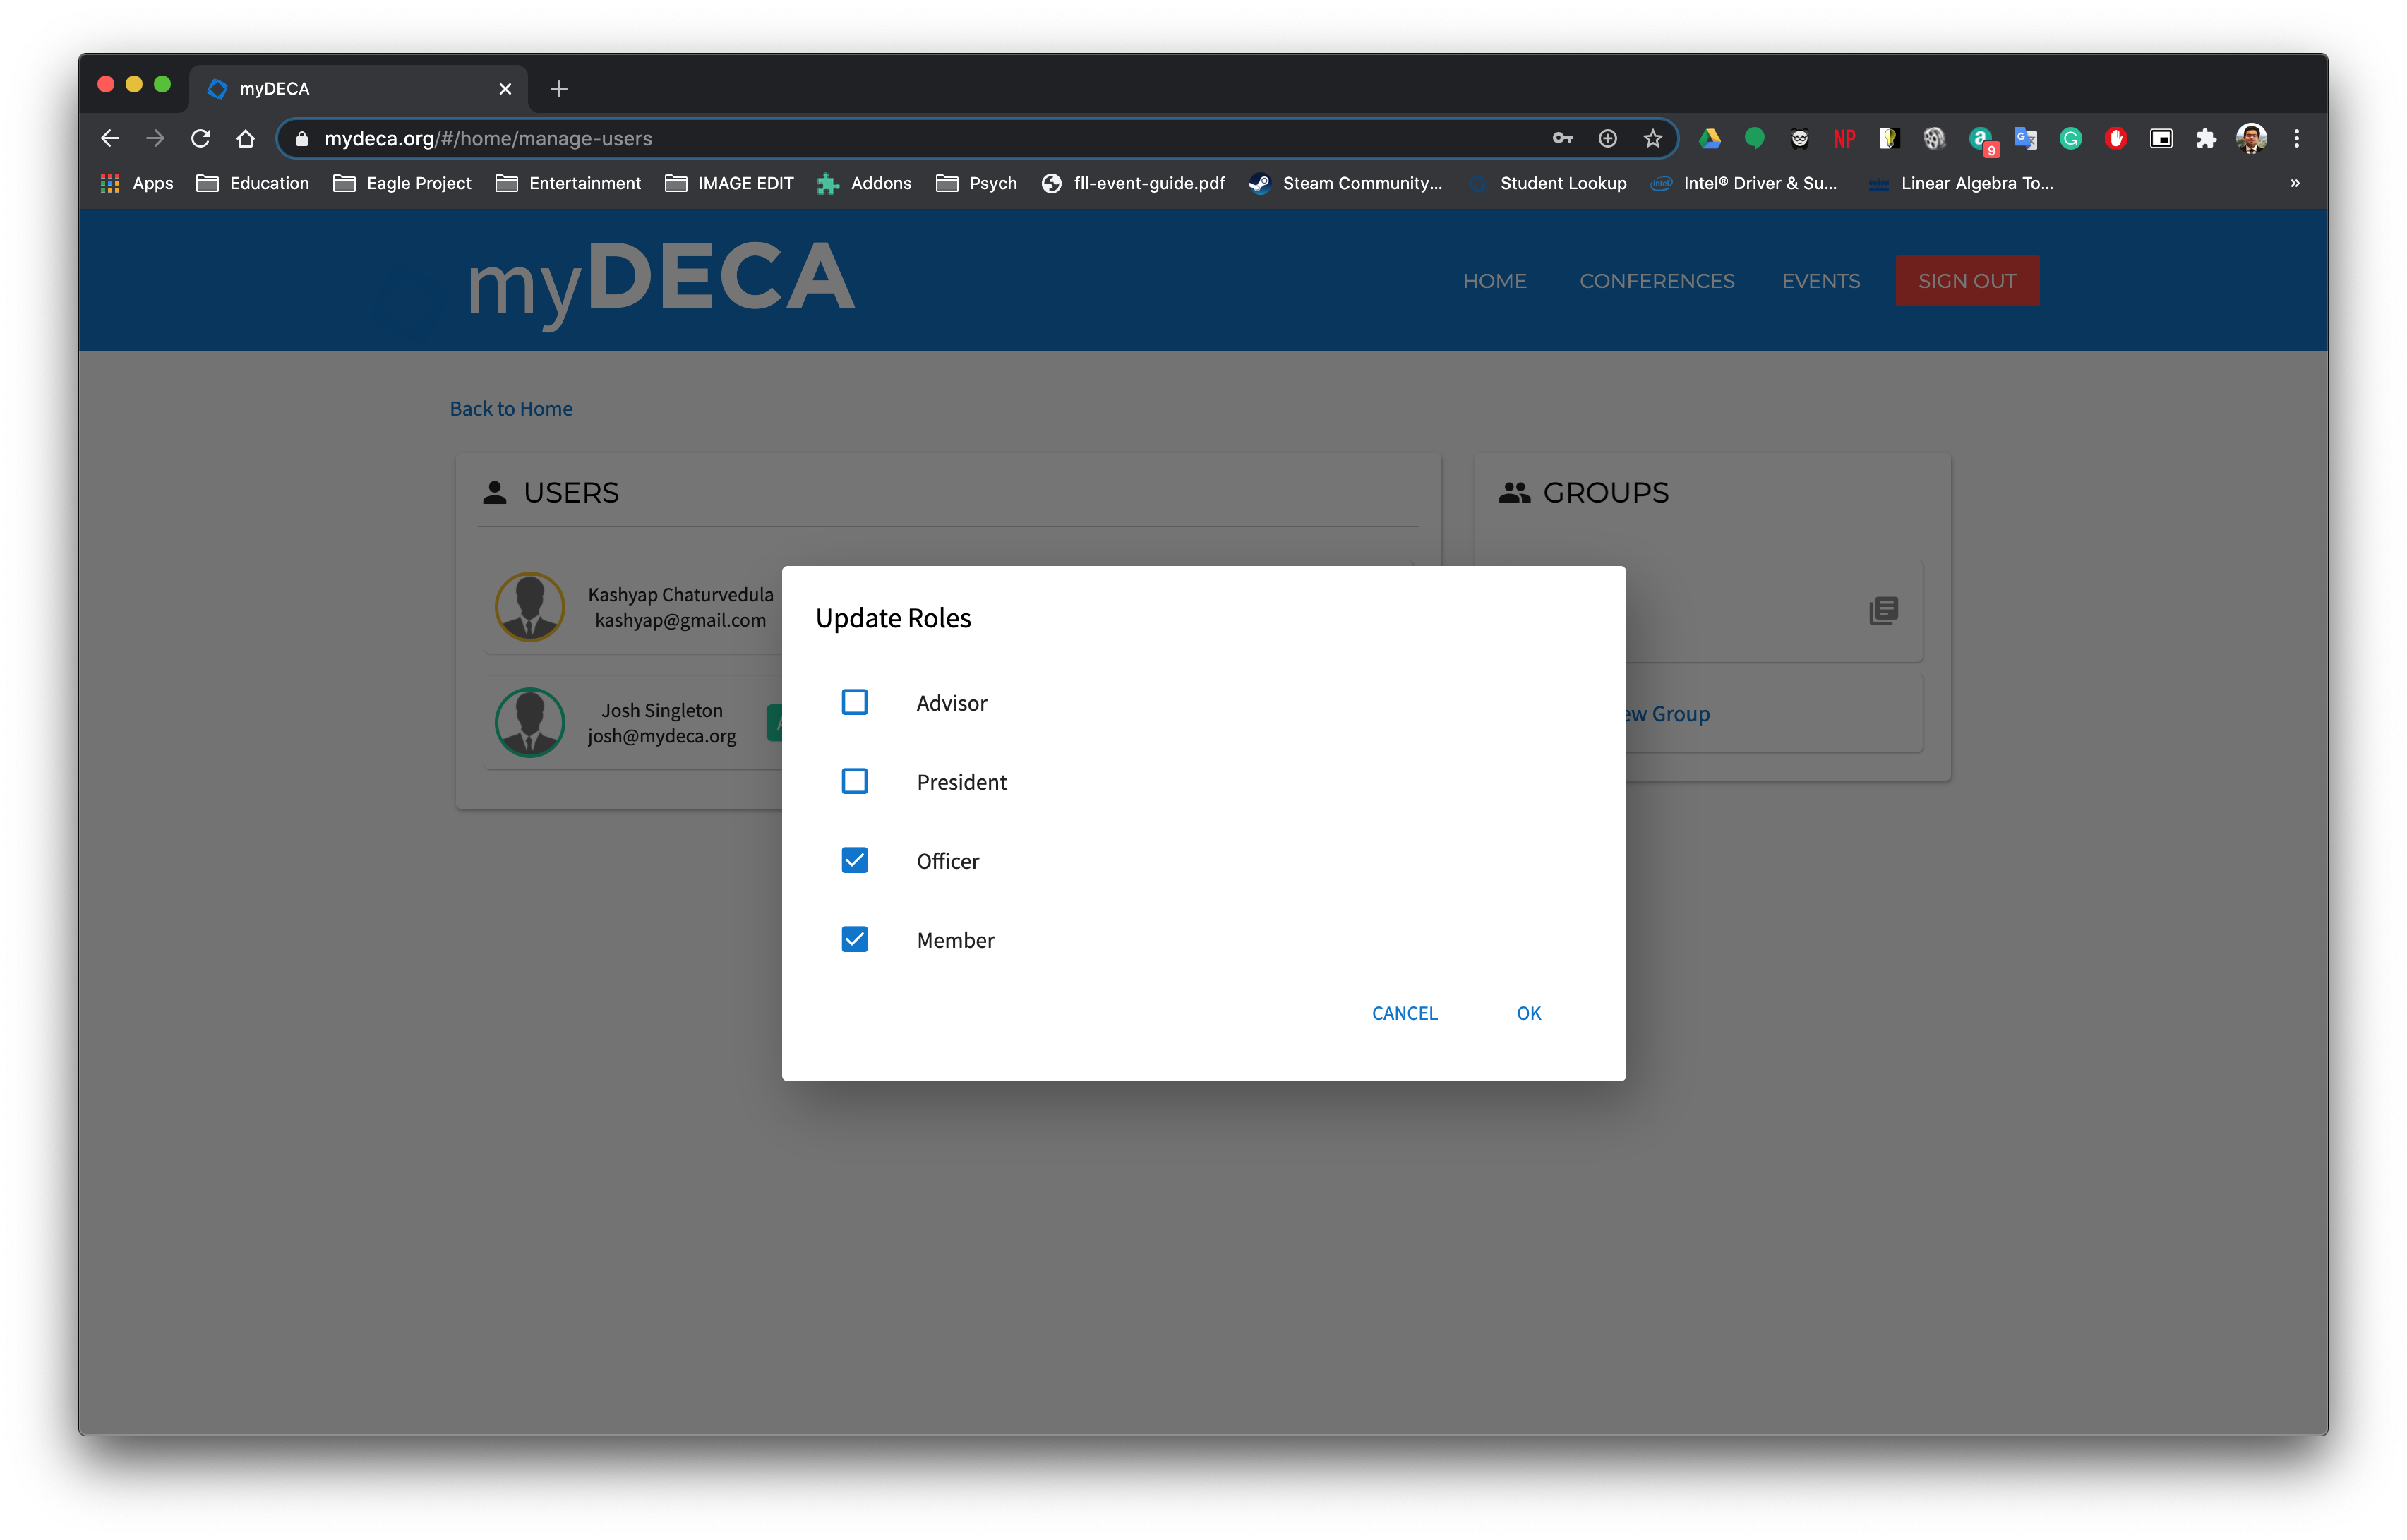 myDECA
mydeca.org/#/home/manage-users
NP
9
Apps
Education
Eagle Project
Entertainment
IMAGE EDIT
Addons
Psych
fll-event-guide.pdf
Steam Community...
Student Lookup
Intel® Driver & Su...
Linear Algebra To...
»
myDECA
HOME
CONFERENCES
EVENTS
SIGN OUT
Back to Home
USERS
GROUPS
Kashyap Chaturvedula
kashyap@gmail.com
Josh Singleton
josh@mydeca.org
ew Group
Update Roles
Advisor
President
Officer
Member
CANCEL
OK